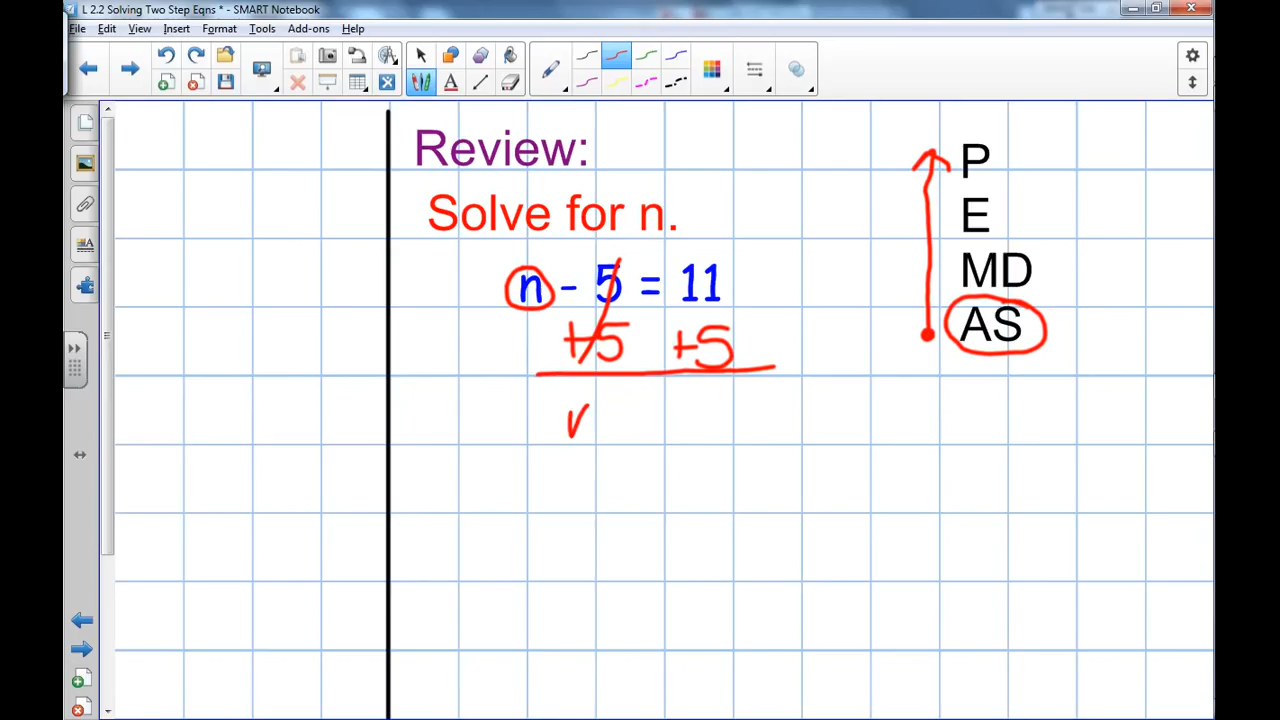 L 2.2 Solving Two Step Eqns * - SMART Notebook
File Edit View Insert Format Tools Add-ons Help
Review:
Solve for n.
n - 5 = 11
+5 +5
P
E
MD
AS